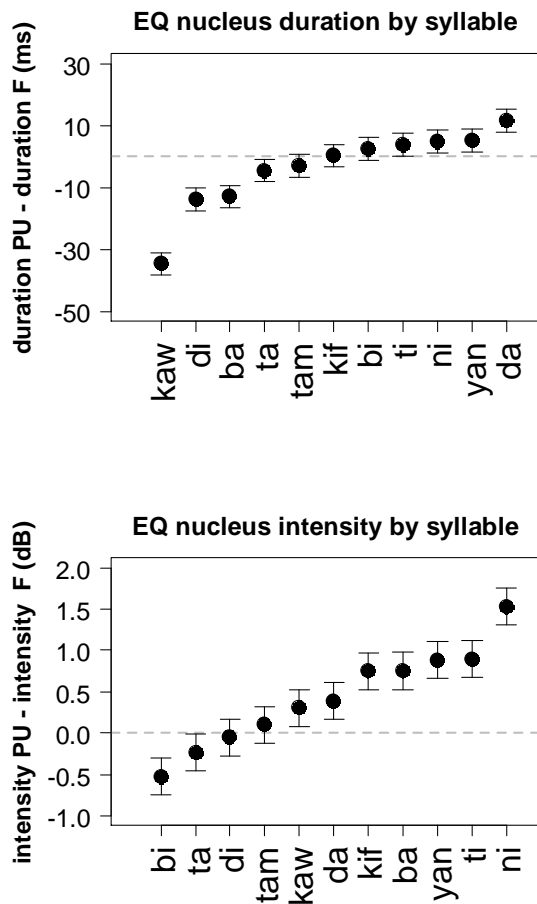 EQ nucleus duration by syllable
duration PU - duration F (ms)
30
10
-10
-30
-50
kaw di ba ta tam kif bi ti ni yan da
EQ nucleus intensity by syllable
intensity PU - intensity F (dB)
2.0
1.5
1.0
0.5
0.0
-0.5
-1.0
bi ta di tam kaw da kif ba yan ti ni